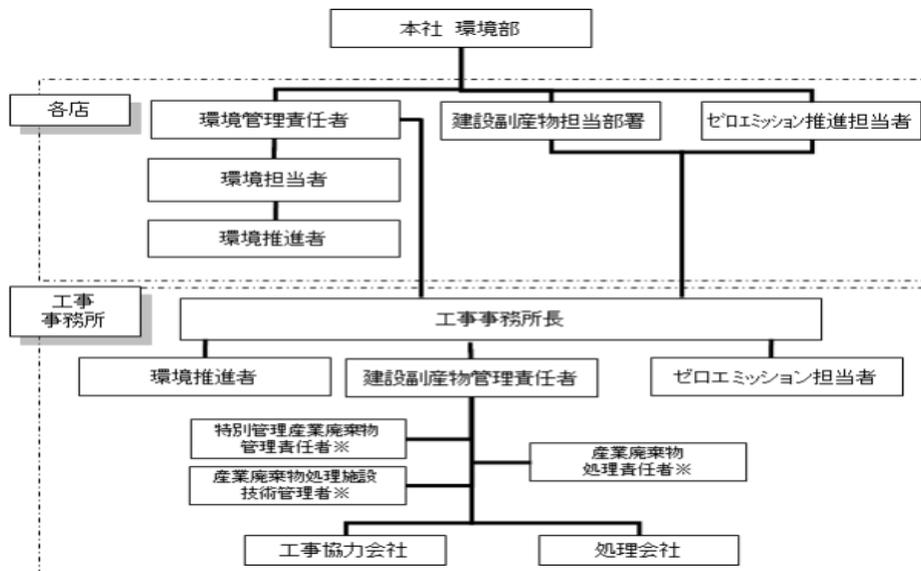 本社 環境部
各店
環境管理責任者
建設副産物担当部署
ゼロエミッション推進担当者
環境担当者
環境推進者
工事
事務所
工事事務所長
環境推進者
建設副産物管理責任者
ゼロエミッション担当者
特別管理産業廃棄物
管理責任者※
産業廃棄物
処理責任者※
産業廃棄物処理施設
技術管理者※
工事協力会社
処理会社